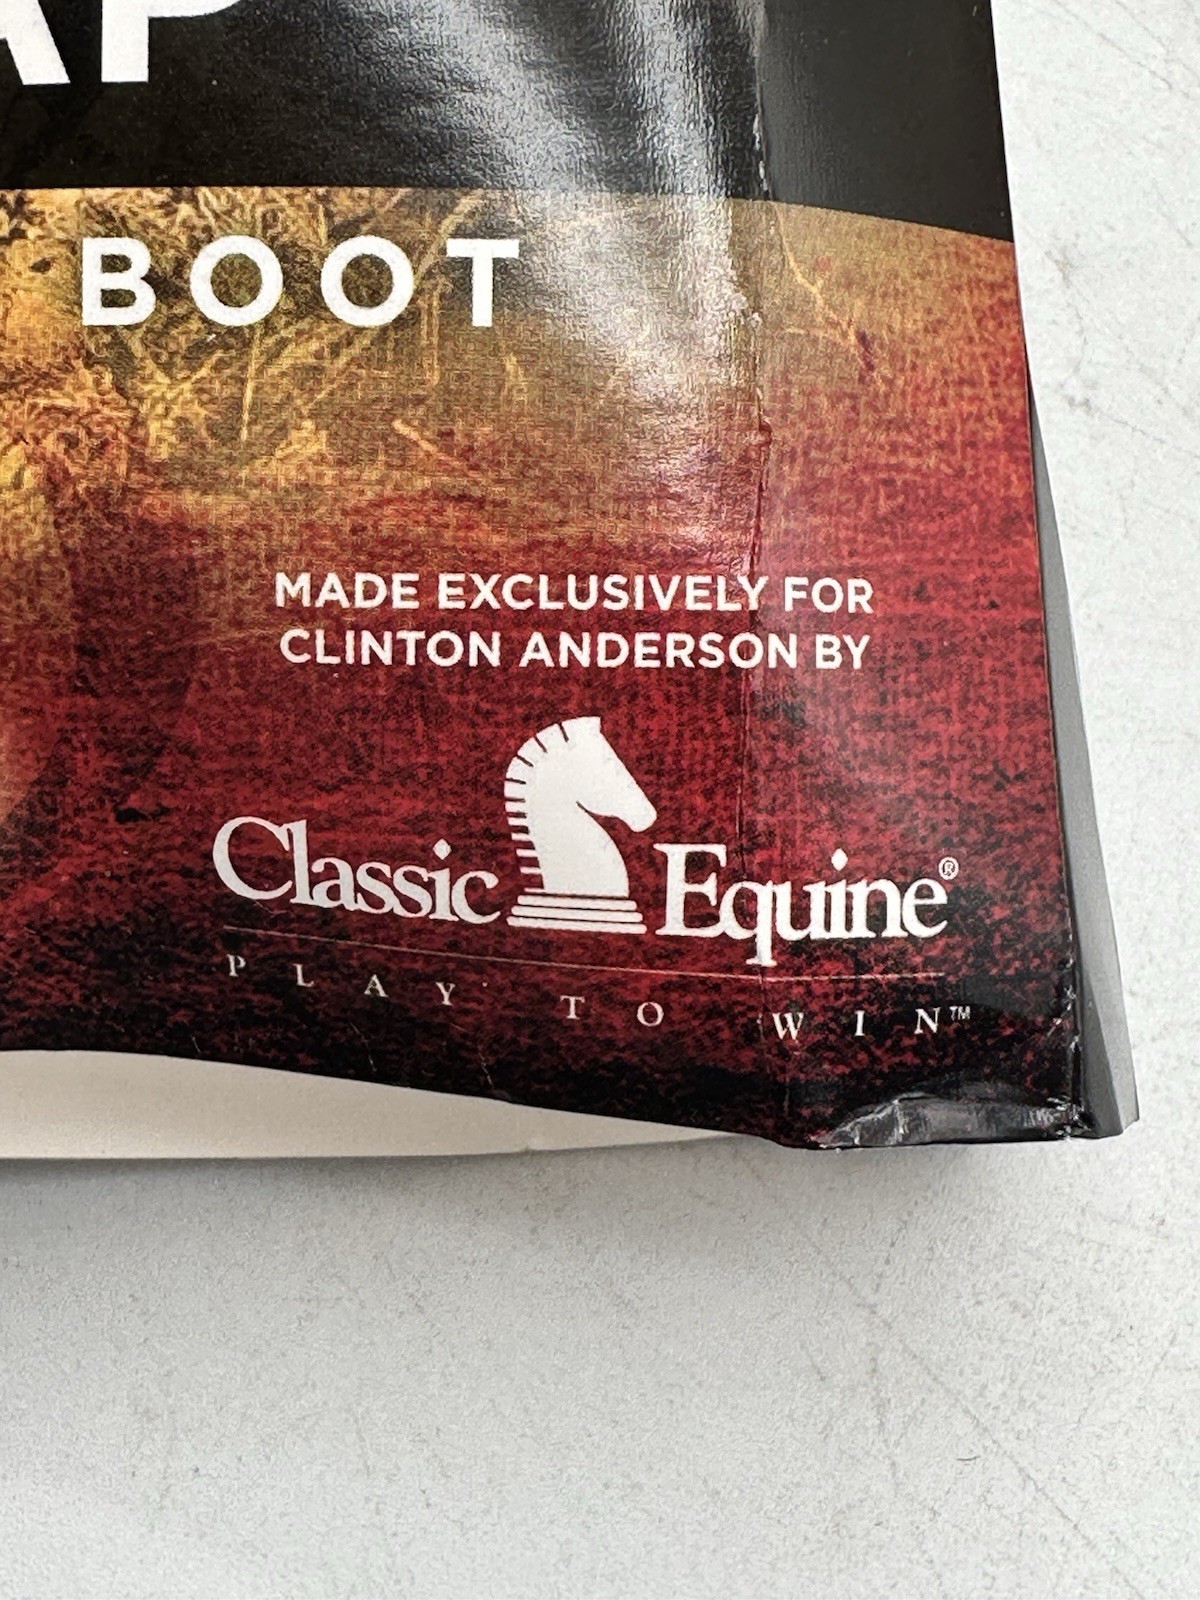 BOOT
MADE EXCLUSIVELY FOR
CLINTON ANDERSON BY
Classic Equine®
PLAY TO WIN™